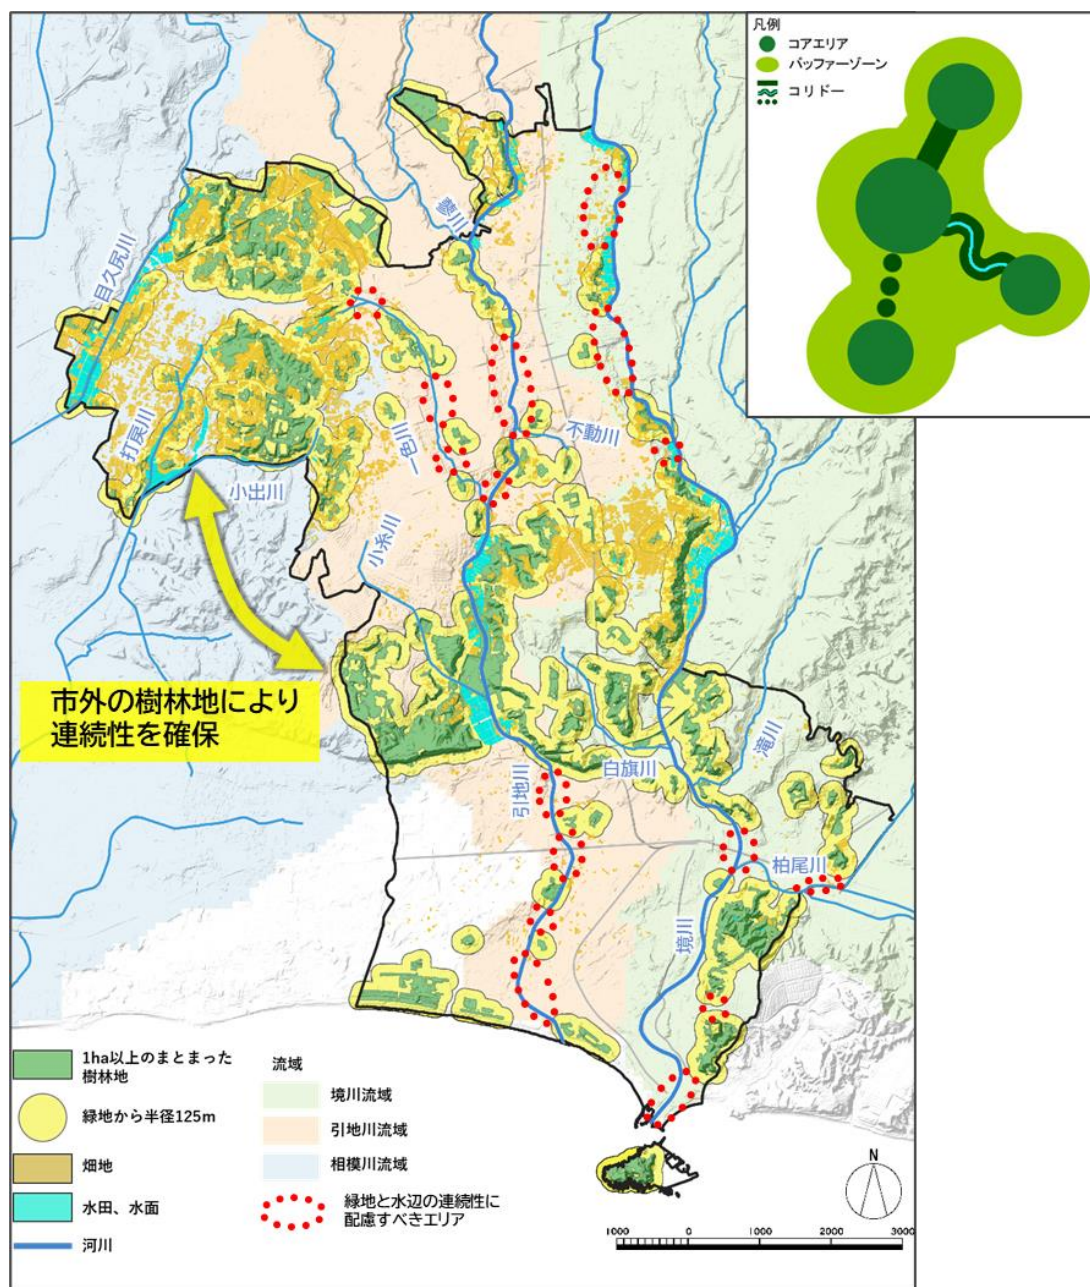 凡例
コアエリア
バッファーゾーン
コリドー
蓼川
目久尻川
打戻川
小出川
一色川
不動川
小糸川
市外の樹林地により
連続性を確保
引地川
白旗川
滝川
柏尾川
境川
1ha以上のまとまった
樹林地
緑地から半径125m
畑地
水田、水面
河川
流域
境川流域
引地川流域
相模川流域
緑地と水辺の連続性に
配慮すべきエリア
N
1000 0 1000 2000 3000